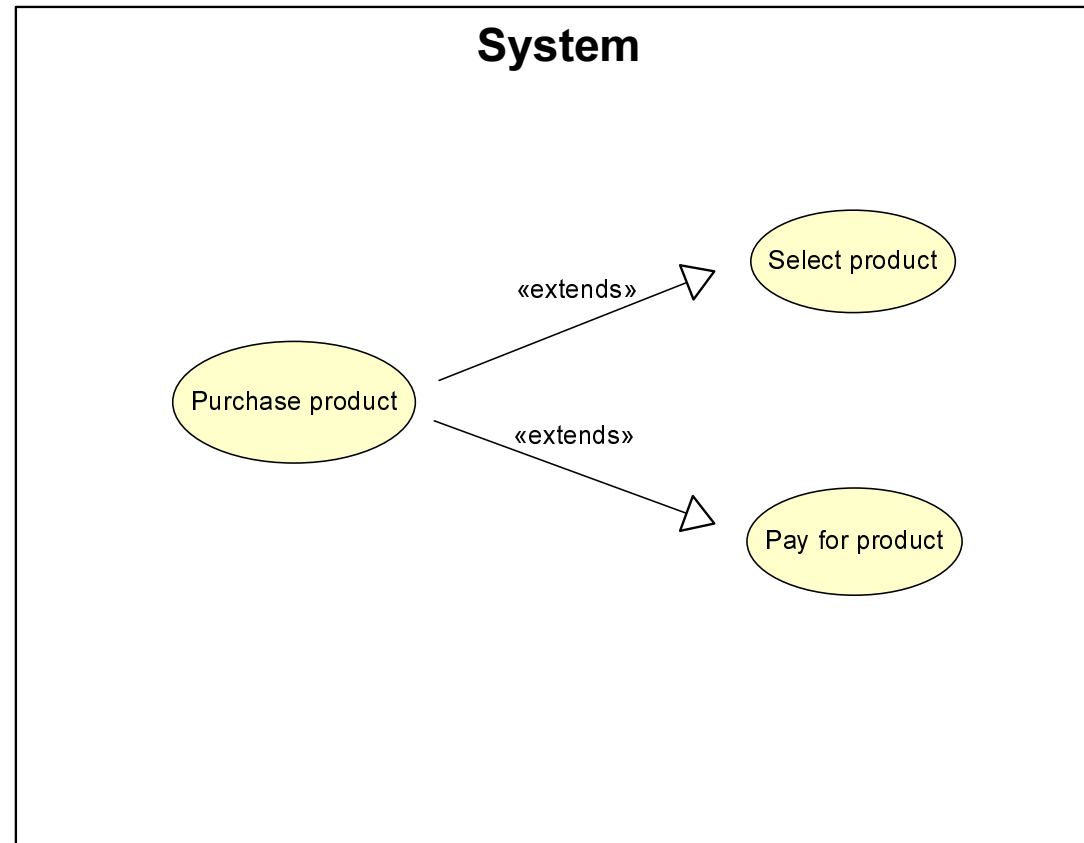 System
Select product
«extends»
Purchase product
«extends»
Pay for product